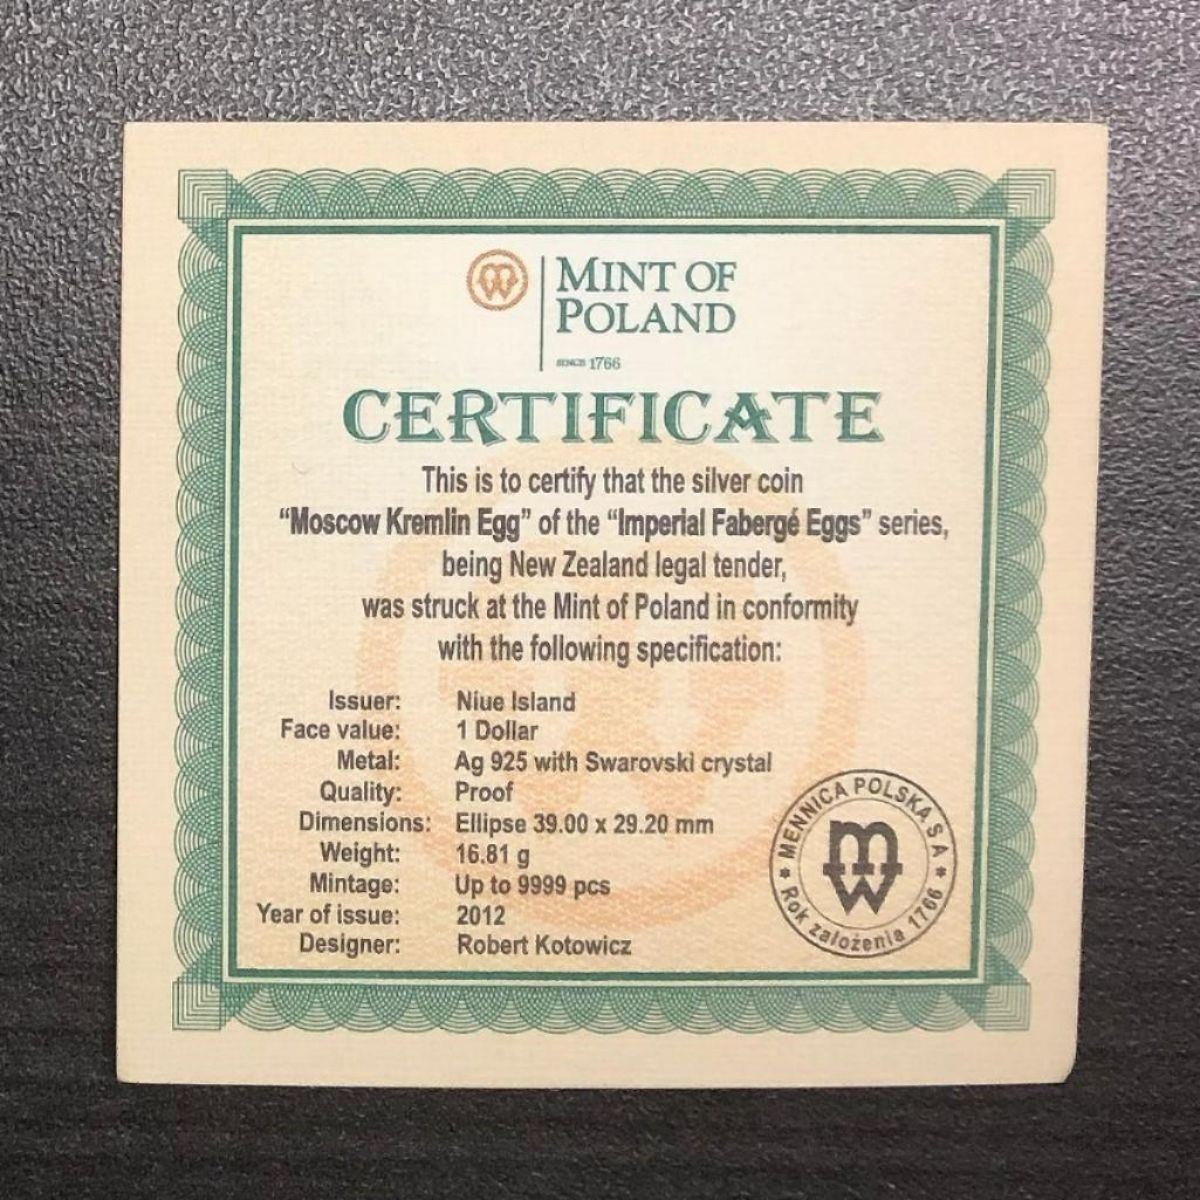 MINT OF
POLAND
SINCE 1766
CERTIFICATE
This is to certify that the silver coin
“Moscow Kremlin Egg” of the “Imperial Fabergé Eggs” series,
being New Zealand legal tender,
was struck at the Mint of Poland in conformity
with the following specification:
Issuer: Niue Island
Face value: 1 Dollar
Metal: Ag 925 with Swarovski crystal
Quality: Proof
Dimensions: Ellipse 39.00 x 29.20 mm
Weight: 16.81 g
Mintage: Up to 9999 pcs
Year of issue: 2012
Designer: Robert Kotowicz
* MENNICA POLSKA S A *
Rok założenia 1766
m
w